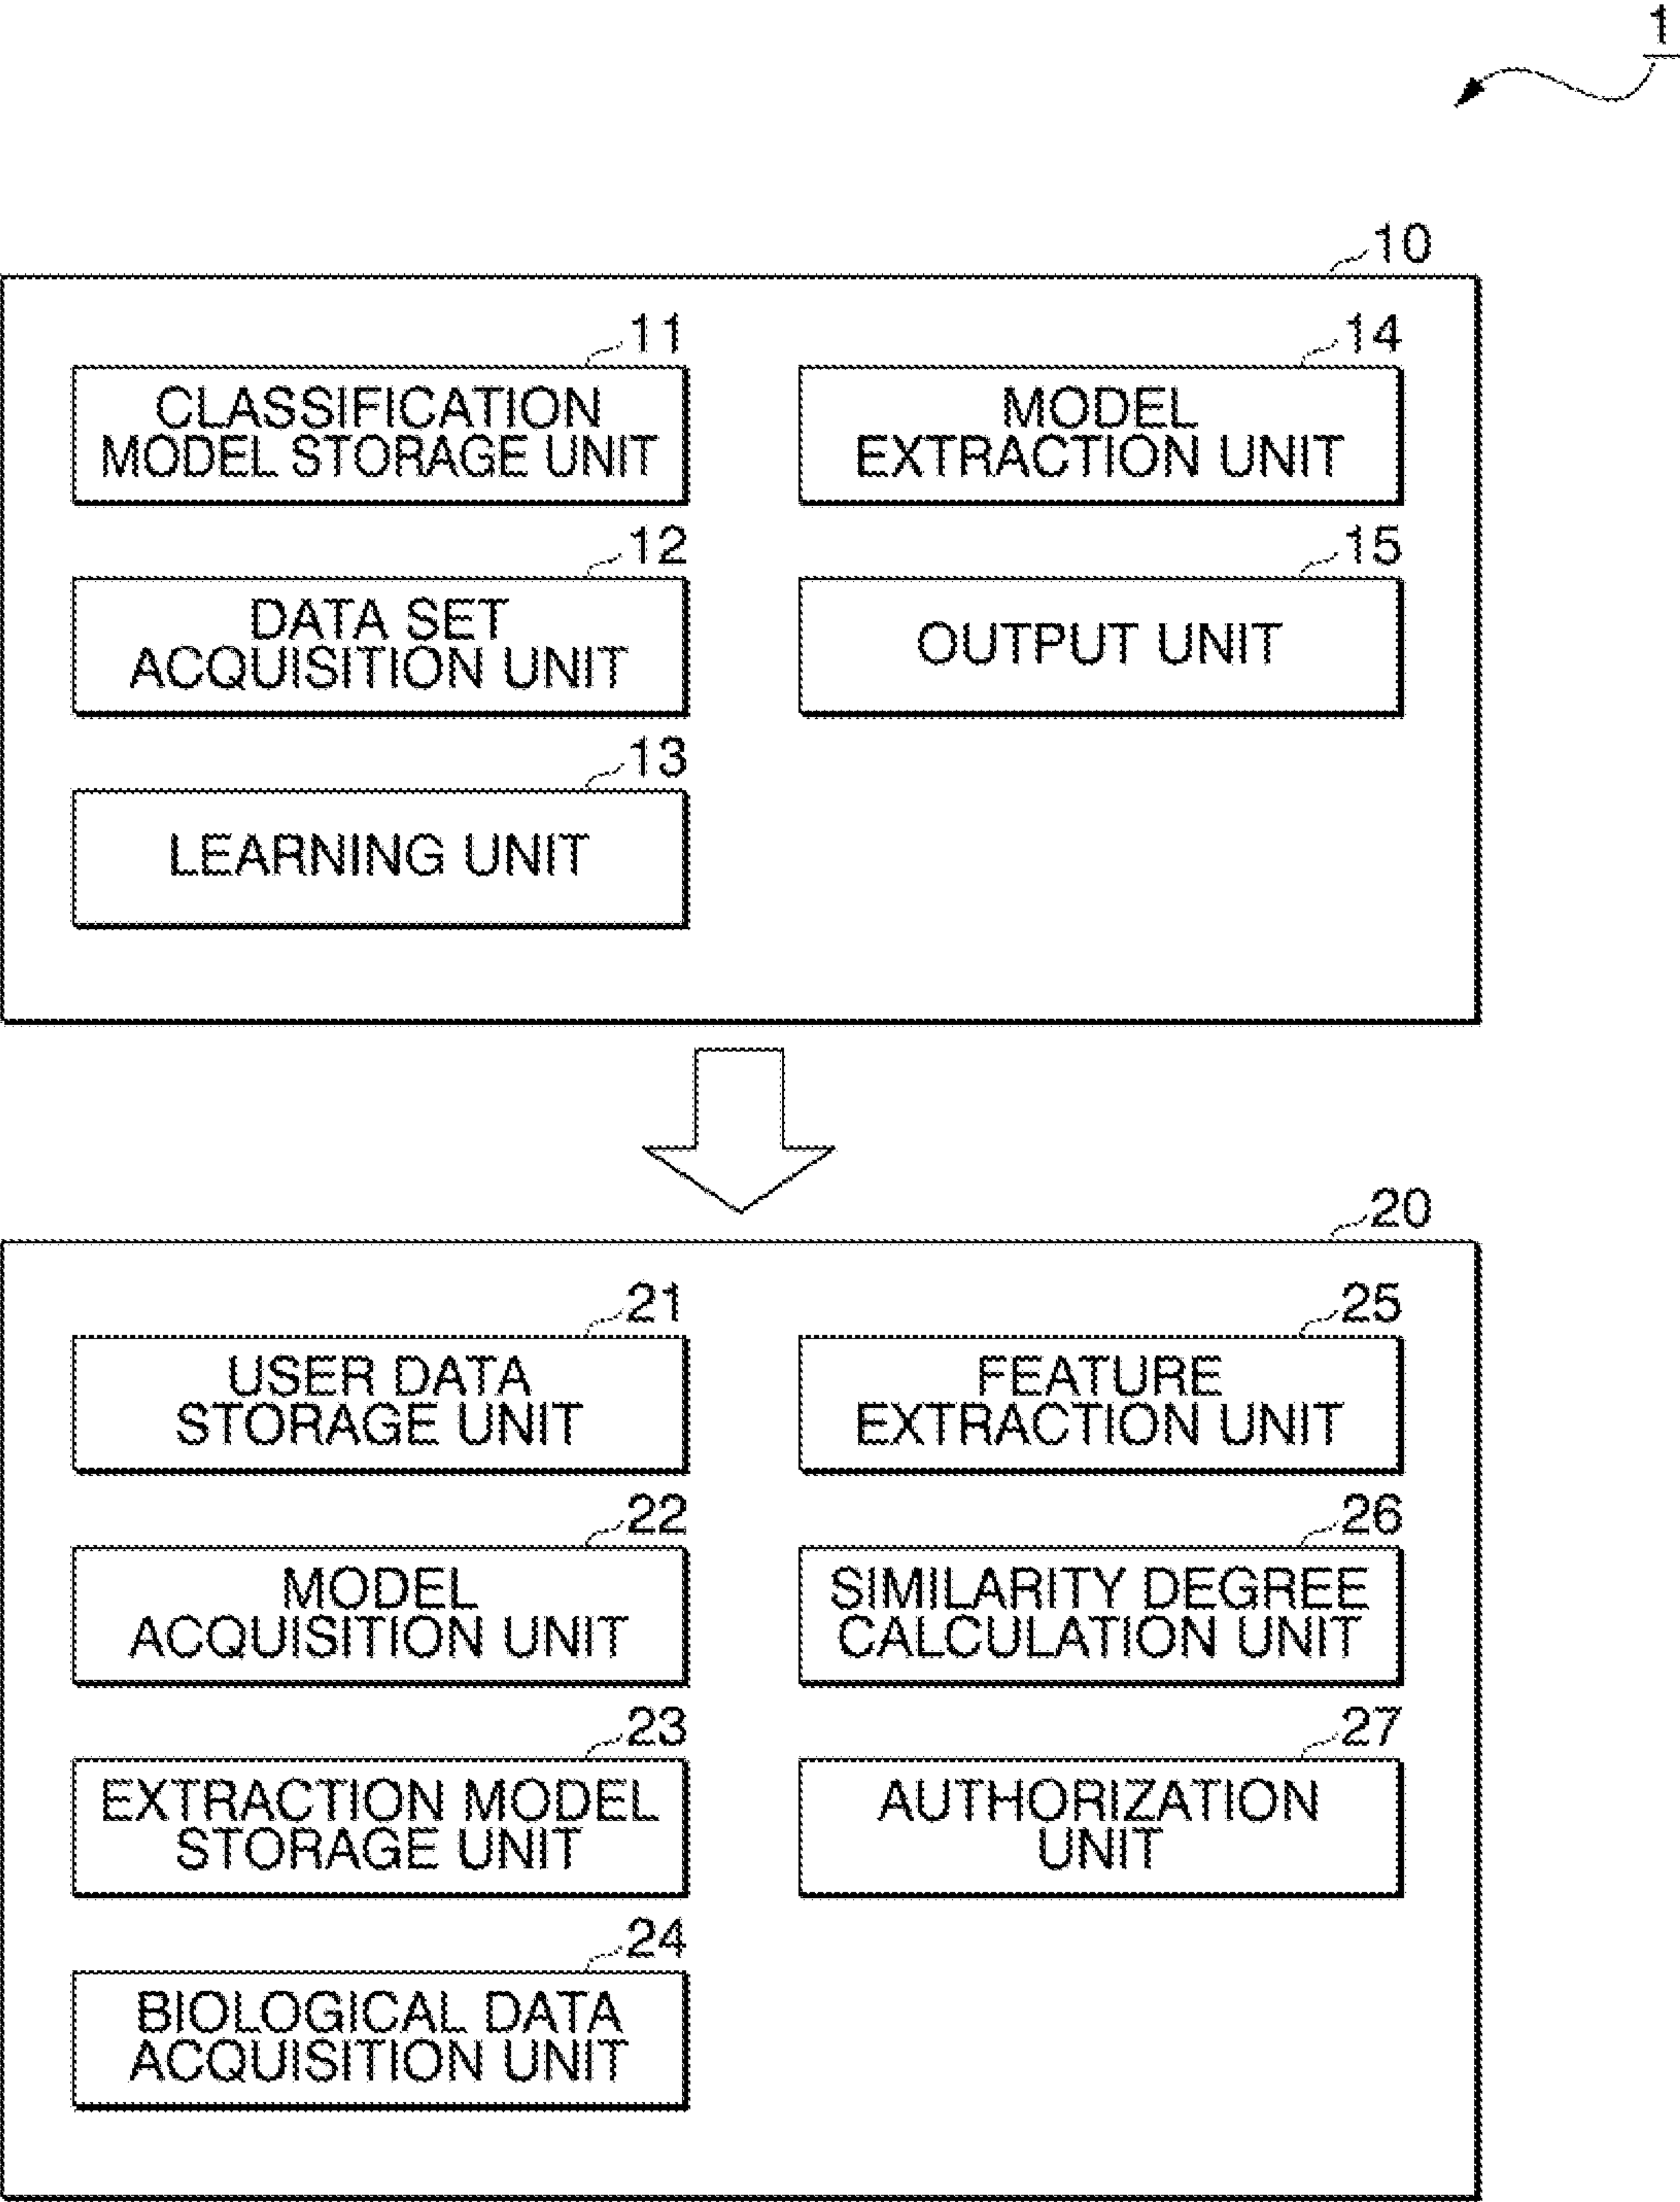 1
10
11
CLASSIFICATION
MODEL STORAGE UNIT
12
DATA SET
ACQUISITION UNIT
13
LEARNING UNIT
14
MODEL
EXTRACTION UNIT
15
OUTPUT UNIT
20
21
USER DATA
STORAGE UNIT
22
MODEL
ACQUISITION UNIT
23
EXTRACTION MODEL
STORAGE UNIT
24
BIOLOGICAL DATA
ACQUISITION UNIT
25
FEATURE
EXTRACTION UNIT
26
SIMILARITY DEGREE
CALCULATION UNIT
27
AUTHORIZATION
UNIT